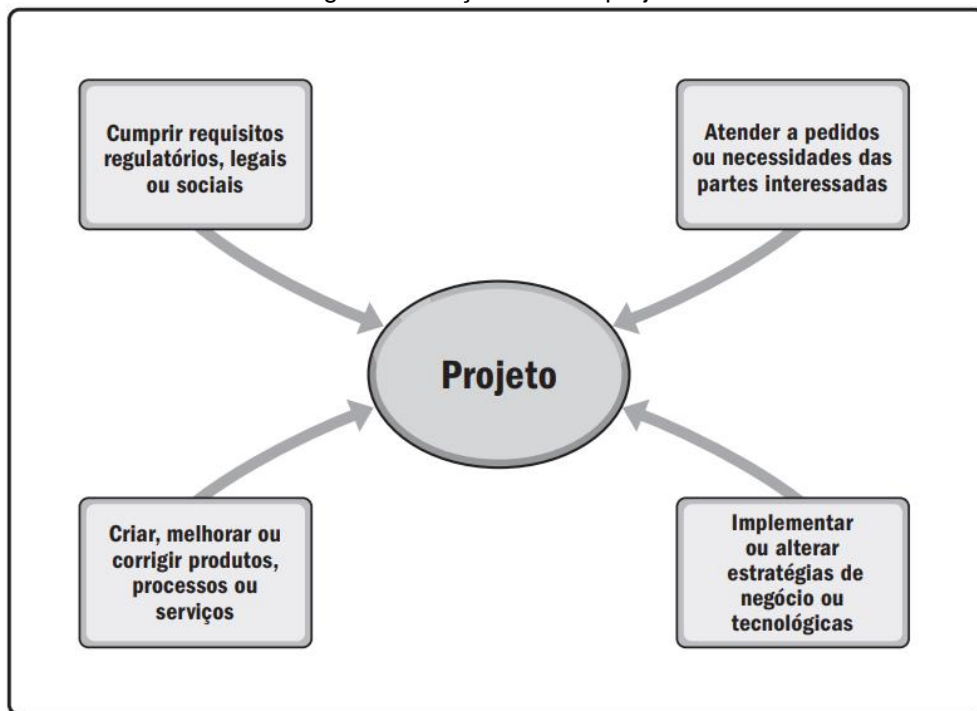 Cumprir requisitos
regulatórios, legais
ou sociais
Atender a pedidos
ou necessidades das
partes interessadas
Projeto
Criar, melhorar ou
corrigir produtos,
processos ou
serviços
Implementar
ou alterar
estratégias de
negócio ou
tecnológicas